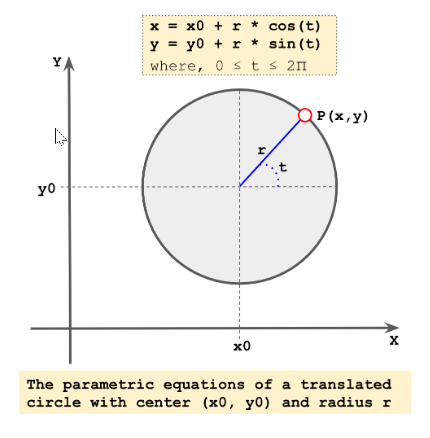 x = x0 + r * cos(t)
y = y0 + r * sin(t)
where, 0 ≤ t ≤ 2π
Y
P(x,y)
r
t
y0
X
x0
The parametric equations of a translated
circle with center (x0, y0) and radius r